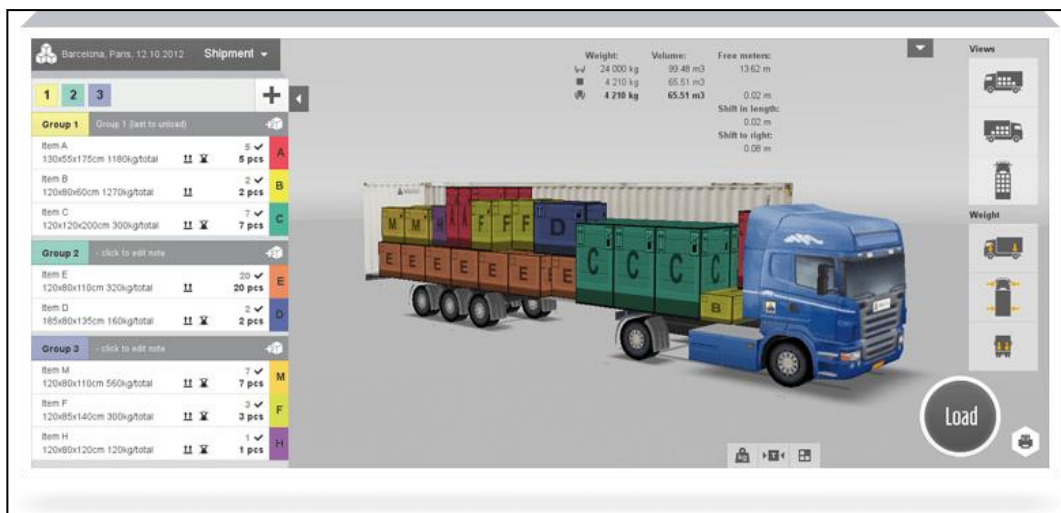 Barcelona, Paris, 12.10.2012 Shipment
1 2 3
Group 1 Group 1 (last to unload)
Item A 5
130x55x175cm 1180kg/total 5 pcs A
Item B 2
120x80x60cm 1270kg/total 2 pcs B
Item C 7
120x120x200cm 300kg/total 7 pcs C
Group 2 - click to edit note
Item E 20
120x80x110cm 320kg/total 20 pcs E
Item D 2
185x80x135cm 160kg/total 2 pcs D
Group 3 - click to edit note
Item M 7
120x80x110cm 560kg/total 7 pcs M
Item F 3
120x85x140cm 300kg/total 3 pcs F
Item H 1
120x80x120cm 120kg/total 1 pcs H
Weight: Volume: Free meters:
24 000 kg 99.48 m3 13.62 m
4 210 kg 65.51 m3
4 210 kg 65.51 m3 0.02 m
Shift in length:
0.02 m
Shift to right:
0.08 m
M M H A A F F F D
E E E E E E E C C C C
B
Views
Weight
Load